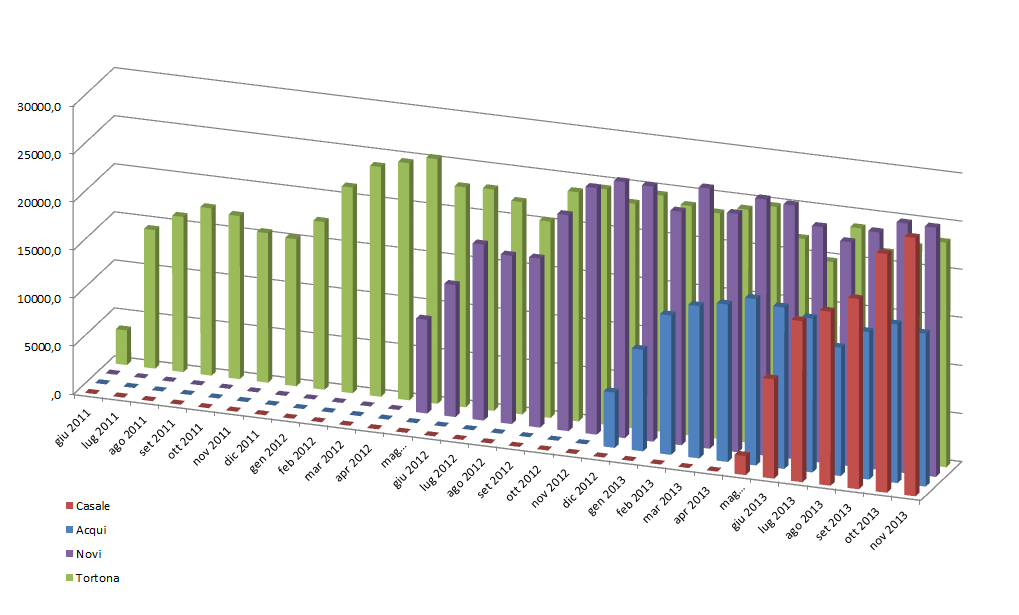 30000,0
25000,0
20000,0
15000,0
10000,0
5000,0
,0
giu 2011
lug 2011
ago 2011
set 2011
ott 2011
nov 2011
dic 2011
gen 2012
feb 2012
mar 2012
apr 2012
mag...
giu 2012
lug 2012
ago 2012
set 2012
ott 2012
nov 2012
dic 2012
gen 2013
feb 2013
mar 2013
apr 2013
mag...
giu 2013
lug 2013
ago 2013
set 2013
ott 2013
nov 2013
Casale
Acqui
Novi
Tortona